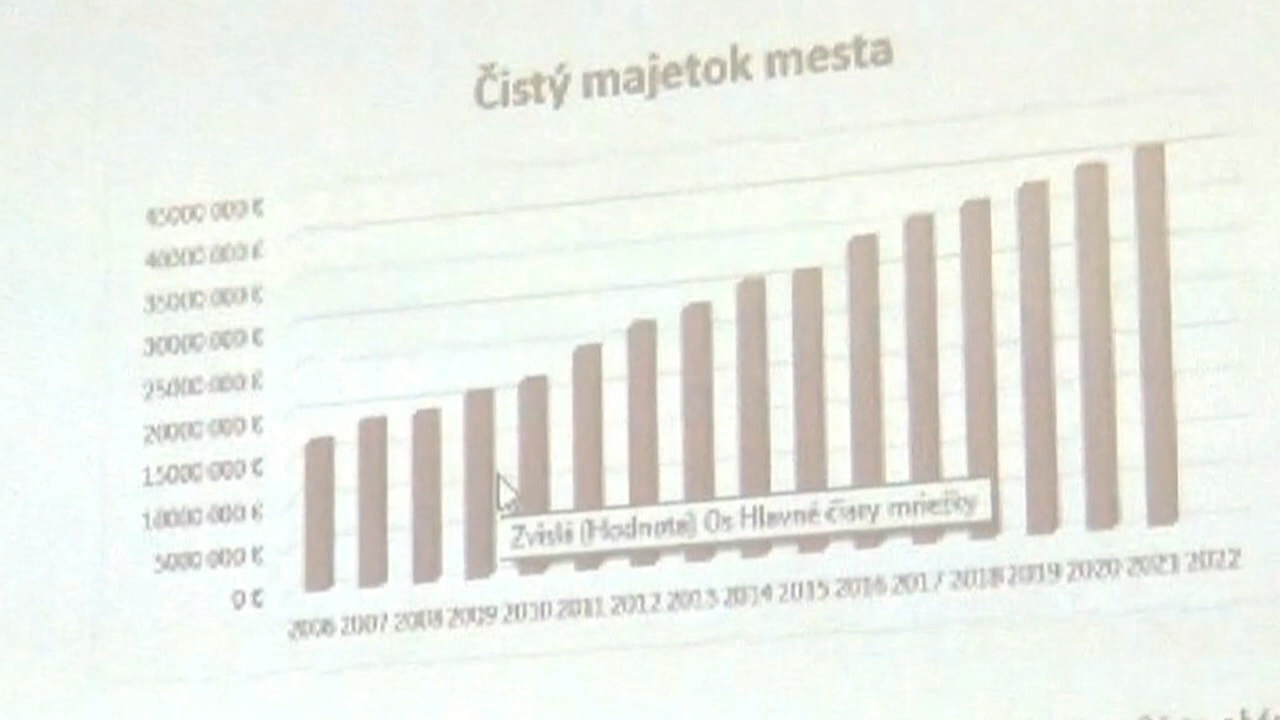 Čistý majetok mesta
45000 000 €
40000 000 €
35000 000 €
30000 000 €
25000 000 €
20000 000 €
15000 000 €
10000 000 €
5000 000 €
0 €
Zvislá (Hodnota) Os Hlavné čiary mriežky
2006 2007 2008 2009 2010 2011 2012 2013 2014 2015 2016 2017 2018 2019 2020 2021 2022